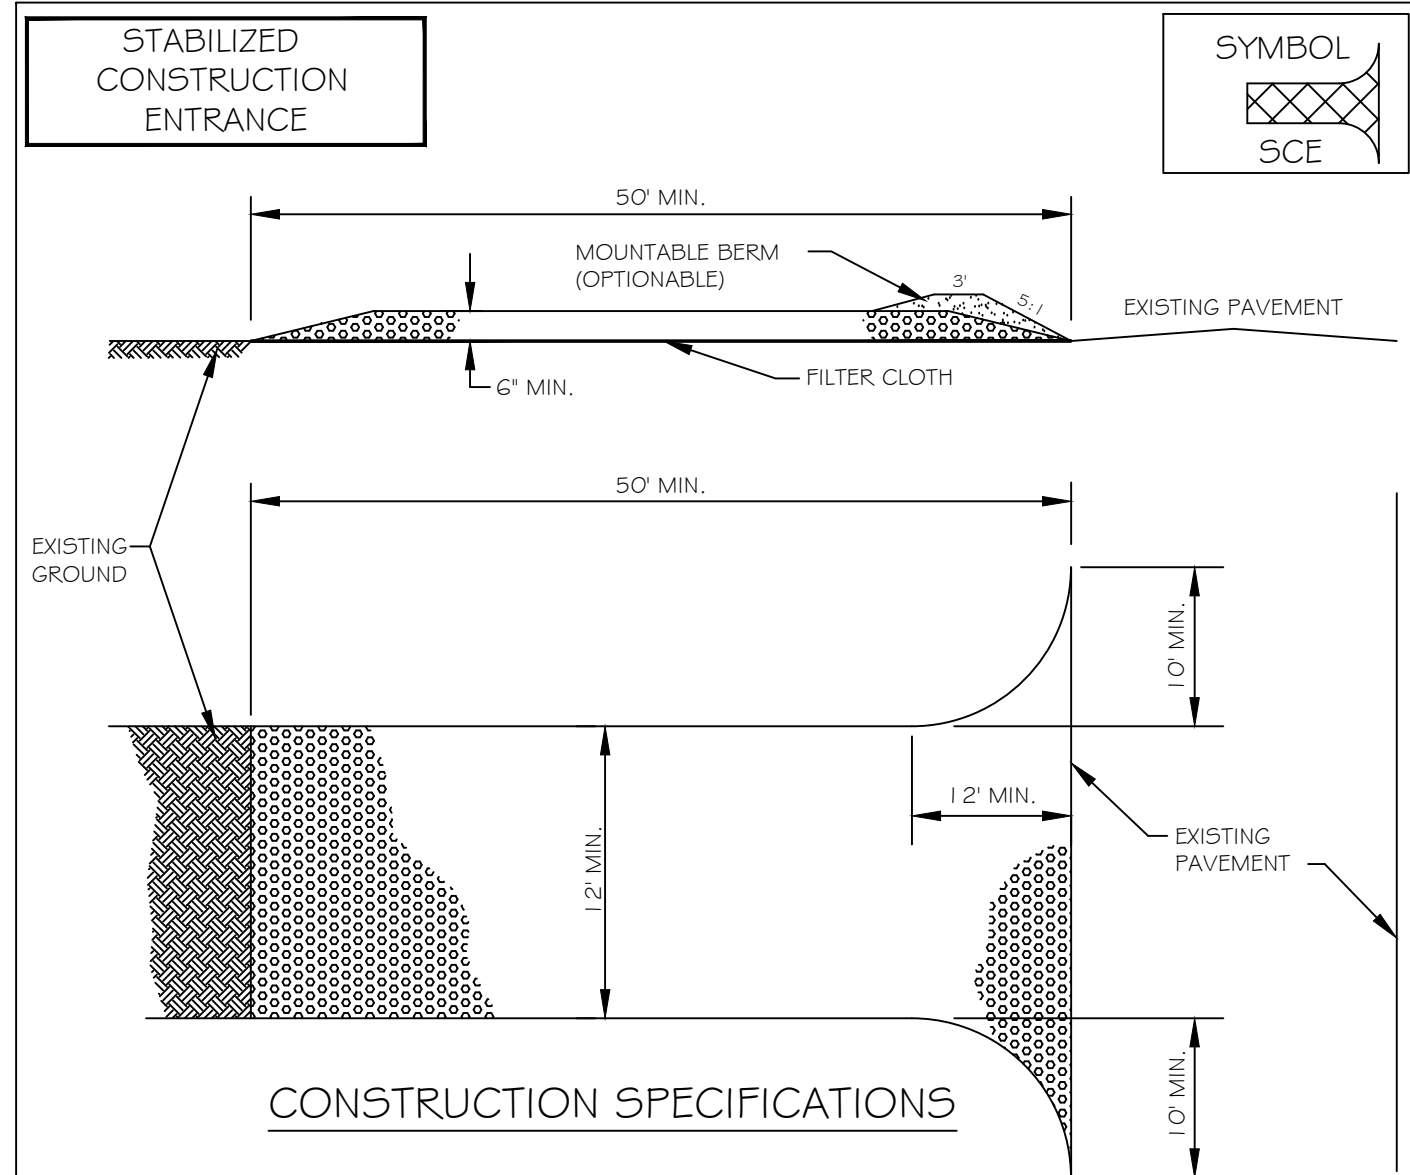 STABILIZED
CONSTRUCTION
ENTRANCE
SYMBOL
SCE
50' MIN.
MOUNTABLE BERM
(OPTIONABLE)
3'
5:1
EXISTING PAVEMENT
6" MIN.
FILTER CLOTH
50' MIN.
EXISTING
GROUND
10' MIN.
12' MIN.
EXISTING
PAVEMENT
12' MIN.
10' MIN.
CONSTRUCTION SPECIFICATIONS